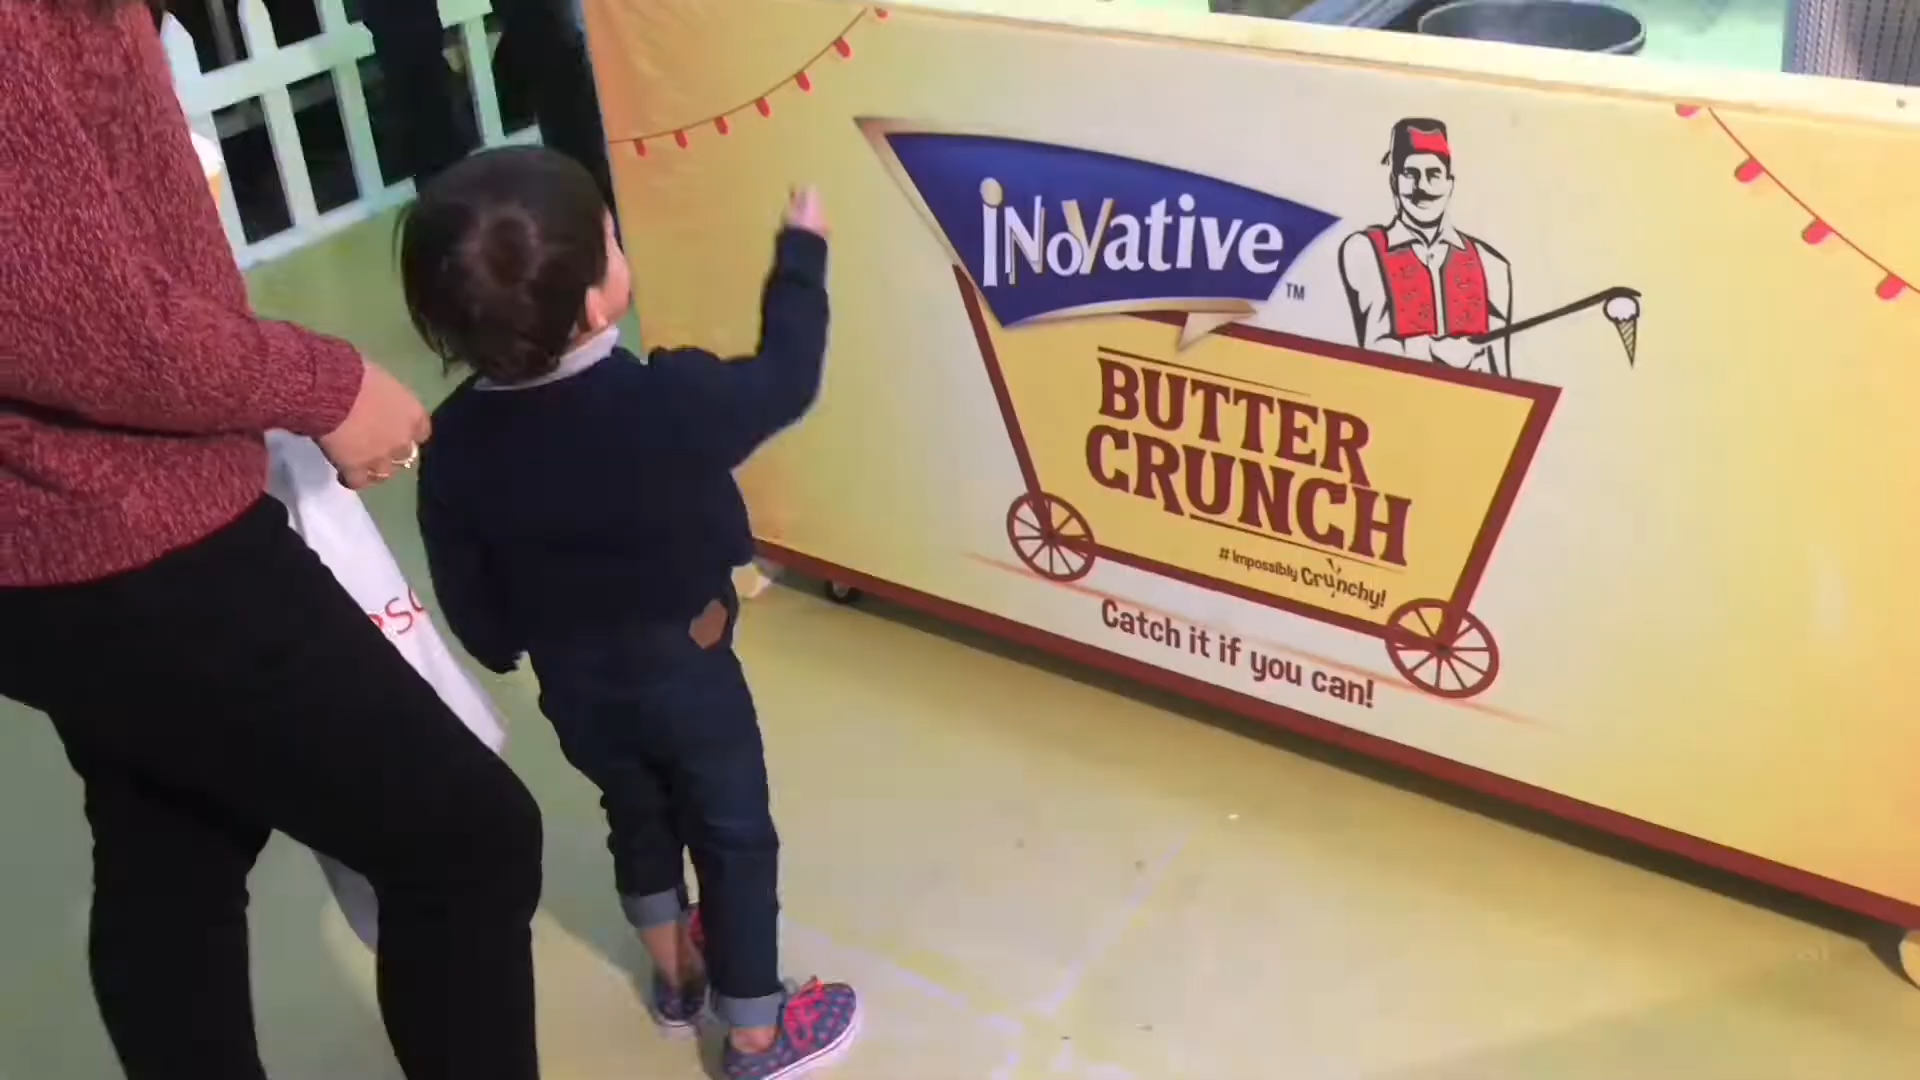 iNoVative
TM
BUTTER
CRUNCH
# Impossibly Crunchy!
Catch it if you can!